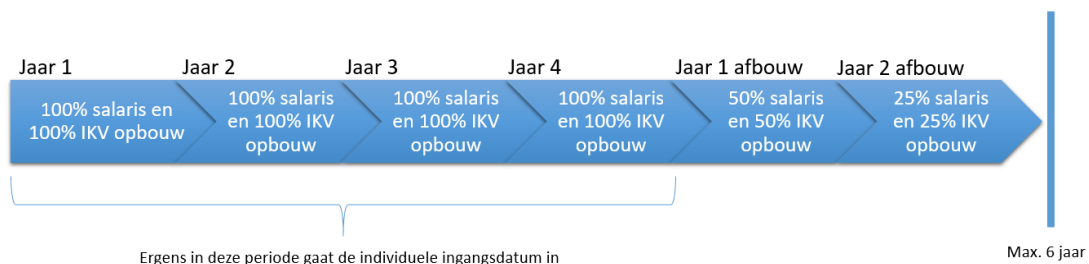 Jaar 1
Jaar 2
Jaar 3
Jaar 4
Jaar 1 afbouw
Jaar 2 afbouw
100% salaris en
100% IKV opbouw
100% salaris
en 100% IKV
opbouw
100% salaris
en 100% IKV
opbouw
100% salaris
en 100% IKV
opbouw
50% salaris
en 50% IKV
opbouw
25% salaris
en 25% IKV
opbouw
Ergens in deze periode gaat de individuele ingangsdatum in
Max. 6 jaar